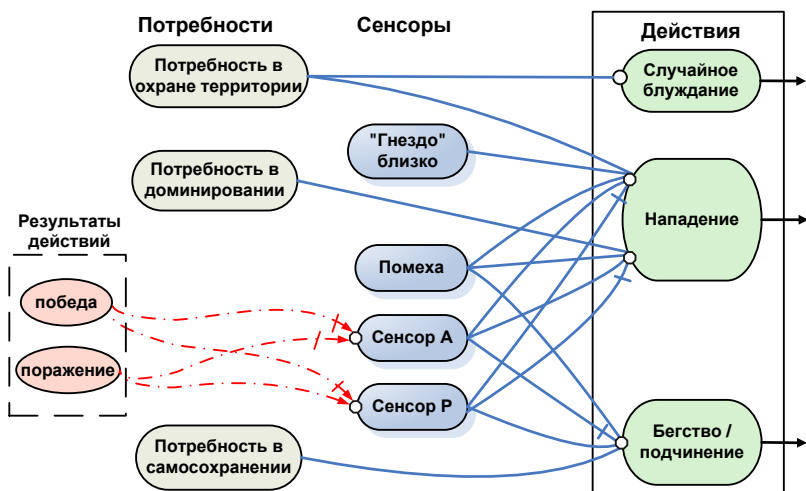 Потребности
Сенсоры
Действия
Потребность в
охране территории
Случайное
блуждание
"Гнездо"
близко
Потребность в
доминировании
Нападение
Результаты
действий
Помеха
победа
Сенсор А
поражение
Сенсор Р
Потребность в
самосохранении
Бегство /
подчинение